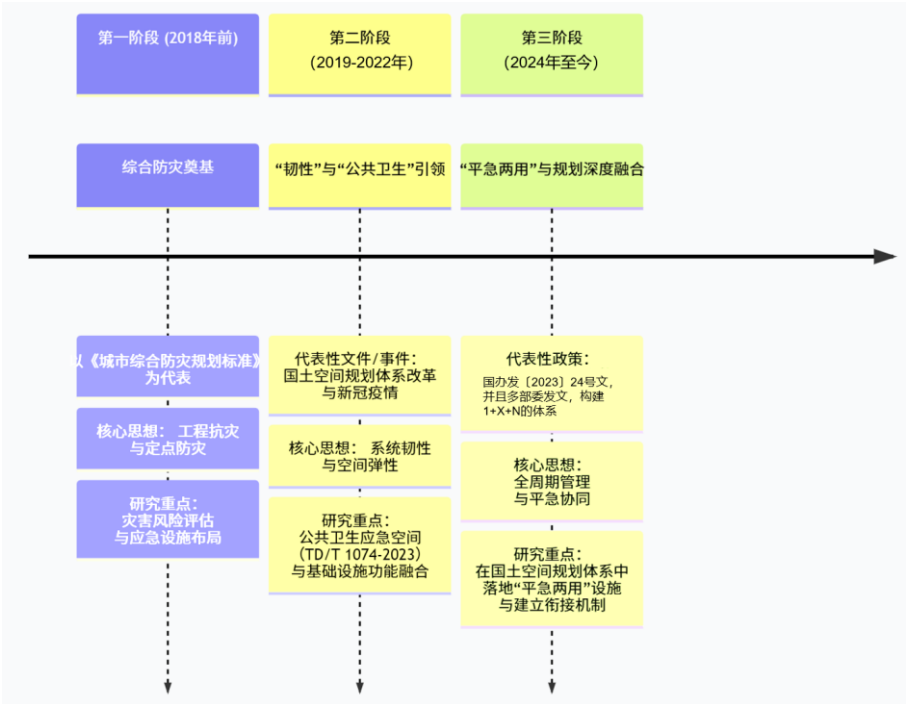 第一阶段 (2018年前)
第二阶段
（2019-2022年）
第三阶段
（2024年至今）
综合防灾奠基
“韧性”与“公共卫生”引领
“平急两用”与规划深度融合
以《城市综合防灾规划标准》
为代表
核心思想： 工程抗灾
与定点防灾
研究重点：
灾害风险评估
与应急设施布局
代表性文件/事件：
国土空间规划体系改革
与新冠疫情
核心思想： 系统韧性
与空间弹性
研究重点：
公共卫生应急空间
（TD/T 1074-2023）
与基础设施功能融合
代表性政策：
国办发〔2023〕24号文，
并且多部委发文，构建
1+X+N的体系
核心思想：
全周期管理
与平急协同
研究重点：
在国土空间规划体系中
落地“平急两用”设施
与建立衔接机制